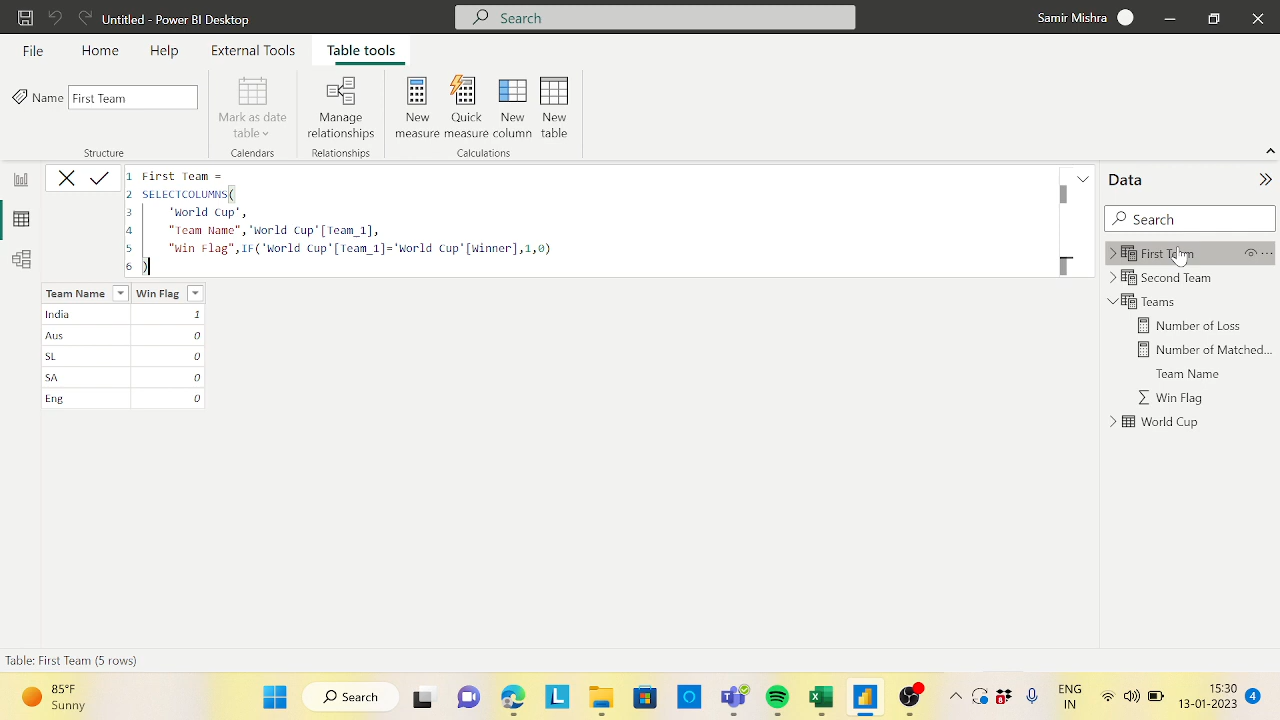 Untitled - Power BI Desktop
Search
Samir Mishra
File
Home
Help
External Tools
Table tools
Name
First Team
Mark as date table
Manage relationships
New measure
Quick measure
New column
New table
Structure
Calendars
Relationships
Calculations
1 First Team =
2 SELECTCOLUMNS(
3 'World Cup',
4 "Team Name",'World Cup'[Team_1],
5 "Win Flag",IF('World Cup'[Team_1]='World Cup'[Winner],1,0)
6 )
Team Name Win Flag
India 1
Aus 0
SL 0
SA 0
Eng 0
Data
Search
First Team
Second Team
Teams
Number of Loss
Number of Matched...
Team Name
Win Flag
World Cup
Table: First Team (5 rows)
85°F
Sunny
Search
ENG
IN
15:30
13-01-2023
4